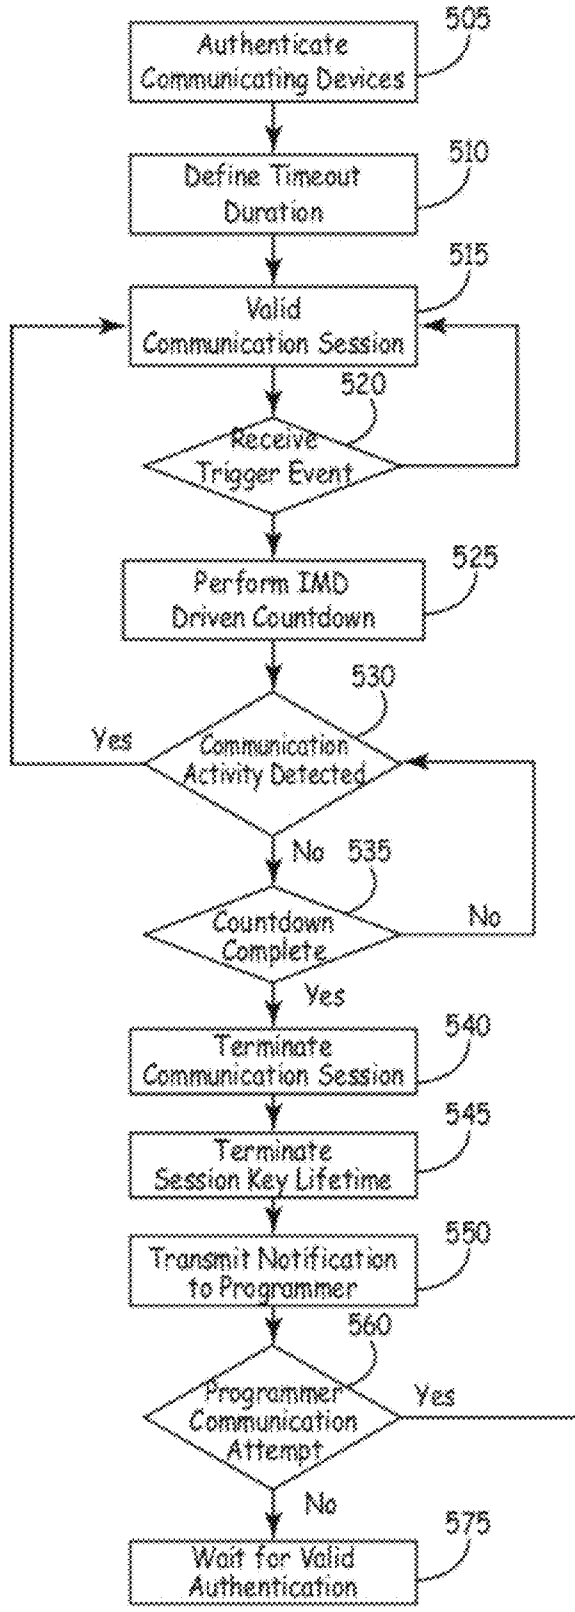 505
Authenticate
Communicating Devices
510
Define Timeout
Duration
515
Valid
Communication Session
520
Receive
Trigger Event
525
Perform IMD
Driven Countdown
530
Yes
Communication
Activity Detected
No
535
Countdown
Complete
No
Yes
540
Terminate
Communication Session
545
Terminate
Session Key Lifetime
550
Transmit Notification
to Programmer
560
Programmer
Communication
Attempt
Yes
No
575
Wait for Valid
Authentication